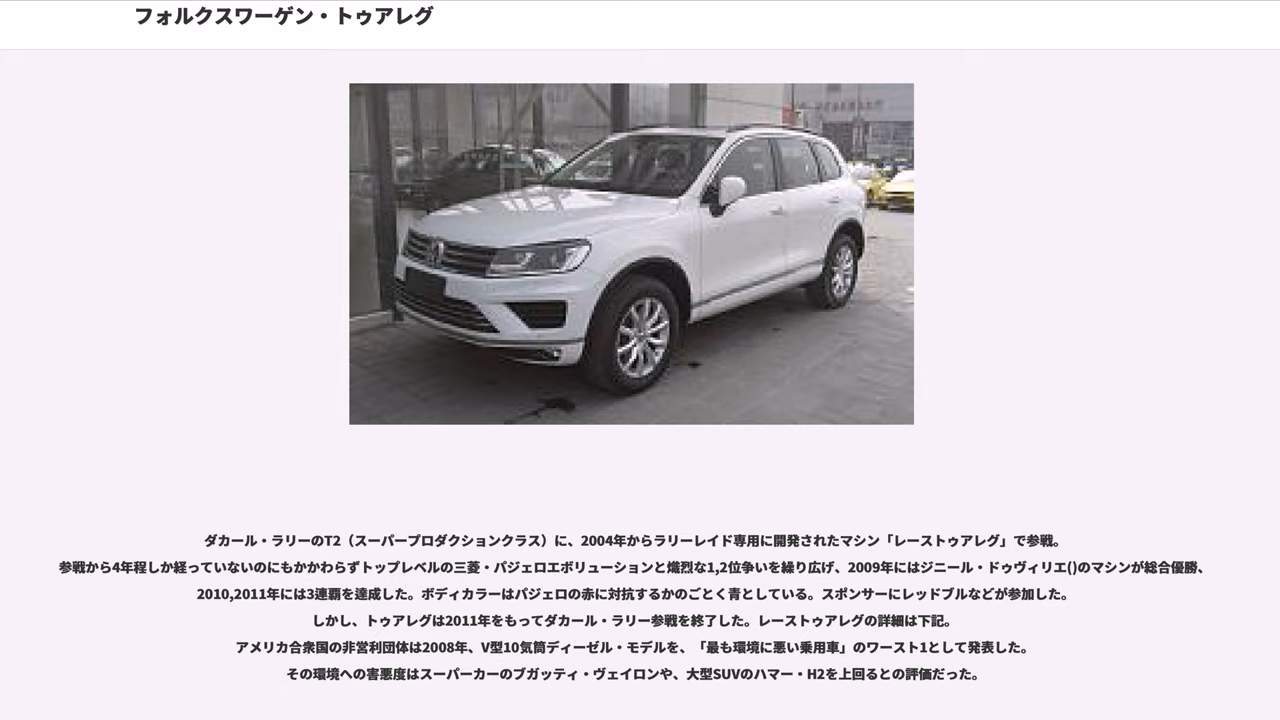 フォルクスワーゲン・トゥアレグ
ダカール・ラリーのT2（スーパープロダクションクラス）に、2004年からラリーレイド専用に開発されたマシン「レーストゥアレグ」で参戦。
参戦から4年程しか経っていないのにもかかわらずトップレベルの三菱・パジェロエボリューションと熾烈な1,2位争いを繰り広げ、2009年にはジニール・ドゥヴィリエ()のマシンが総合優勝、
2010,2011年には3連覇を達成した。ボディカラーはパジェロの赤に対抗するかのごとく青としている。スポンサーにレッドブルなどが参加した。
しかし、トゥアレグは2011年をもってダカール・ラリー参戦を終了した。レーストゥアレグの詳細は下記。
アメリカ合衆国の非営利団体は2008年、V型10気筒ディーゼル・モデルを、「最も環境に悪い乗用車」のワースト1として発表した。
その環境への害悪度はスーパーカーのブガッティ・ヴェイロンや、大型SUVのハマー・H2を上回るとの評価だった。